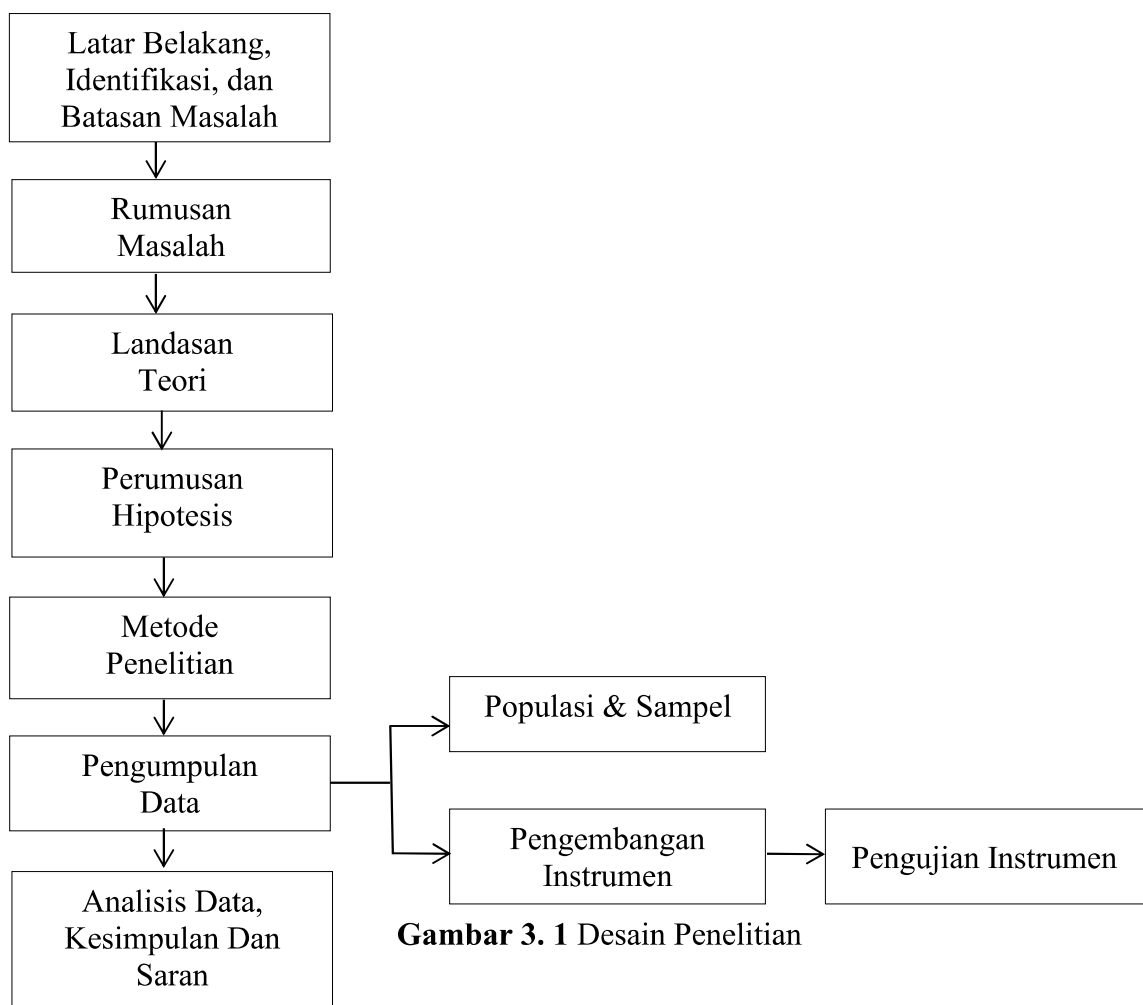 Latar Belakang,
Identifikasi, dan
Batasan Masalah
Rumusan
Masalah
Landasan
Teori
Perumusan
Hipotesis
Metode
Penelitian
Pengumpulan
Data
Populasi & Sampel
Pengembangan
Instrumen
Pengujian Instrumen
Analisis Data,
Kesimpulan Dan
Saran
Gambar 3. 1 Desain Penelitian